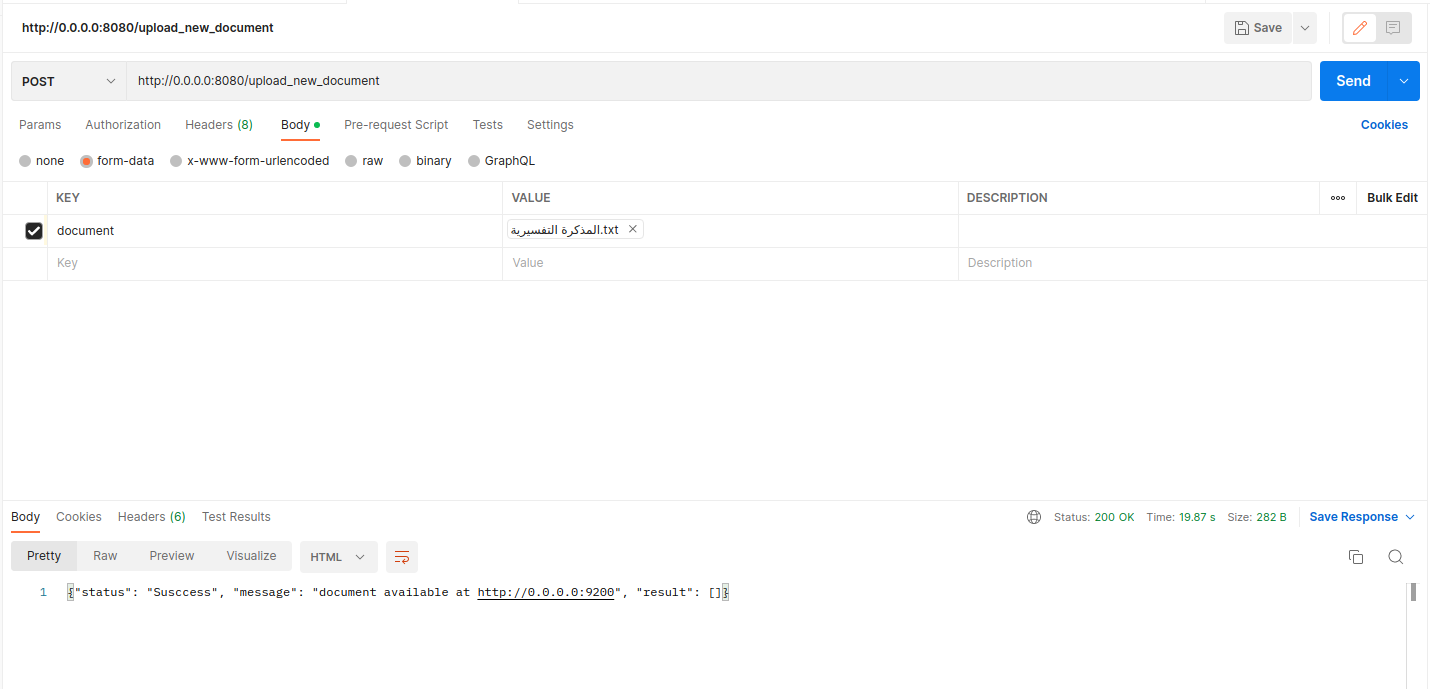 http://0.0.0.0:8080/upload_new_document
Save
POST
http://0.0.0.0:8080/upload_new_document
Send
Params Authorization Headers (8) Body Pre-request Script Tests Settings Cookies
none form-data x-www-form-urlencoded raw binary GraphQL
KEY VALUE DESCRIPTION ooo Bulk Edit
document المذكرة التفسيرية.txt
Key Value Description
Body Cookies Headers (6) Test Results Status: 200 OK Time: 19.87 s Size: 282 B Save Response
Pretty Raw Preview Visualize HTML
1 {"status": "Susccess", "message": "document available at http://0.0.0.0:9200", "result": []}